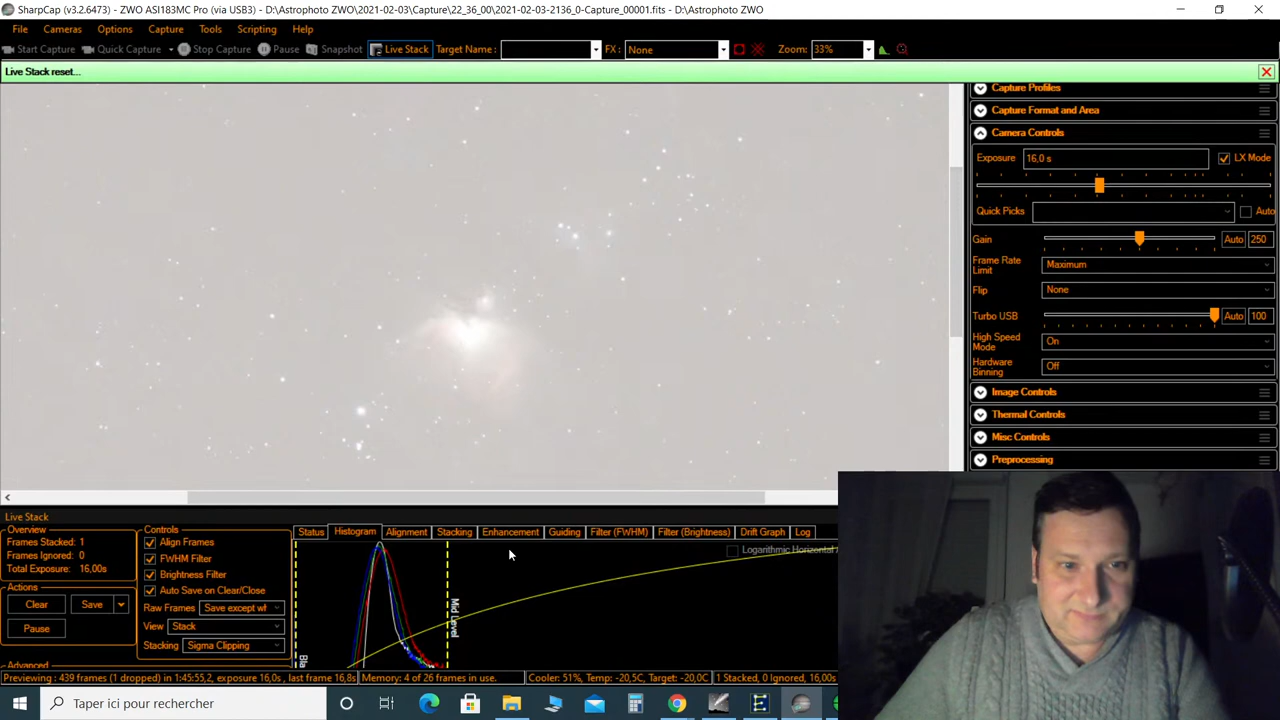 SharpCap (v3.2.6473) - ZWO ASI183MC Pro (via USB3) - D:\Astrophoto ZWO\2021-02-03\Capture\22_36_00\2021-02-03-2136_0-Capture_00001.fits - D:\Astrophoto ZWO
File Cameras Options Capture Tools Scripting Help
Start Capture Quick Capture Stop Capture Pause Snapshot Live Stack Target Name : FX : None Zoom: 33%
Live Stack reset...
Capture Profiles
Capture Format and Area
Camera Controls
Exposure 16,0 s LX Mode
Quick Picks Auto
Gain Auto 250
Frame Rate Limit Maximum
Flip None
Turbo USB Auto 100
High Speed Mode On
Hardware Binning Off
Image Controls
Thermal Controls
Misc Controls
Preprocessing
Live Stack
Overview
Frames Stacked: 1
Frames Ignored: 0
Total Exposure: 16,00s
Actions
Clear Save
Pause
Advanced
Controls
Align Frames
FWHM Filter
Brightness Filter
Auto Save on Clear/Close
Raw Frames Save except wl
View Stack
Stacking Sigma Clipping
Status Histogram Alignment Stacking Enhancement Guiding Filter (FWHM) Filter (Brightness) Drift Graph Log
Logarithmic Horizontal
Mid Level
Bla
Previewing : 439 frames (1 dropped) in 1:45:55,2, exposure 16,0s , last frame 16,8s Memory: 4 of 26 frames in use. Cooler: 51%, Temp: -20,5C, Target: -20,0C 1 Stacked, 0 Ignored, 16,00s
Taper ici pour rechercher